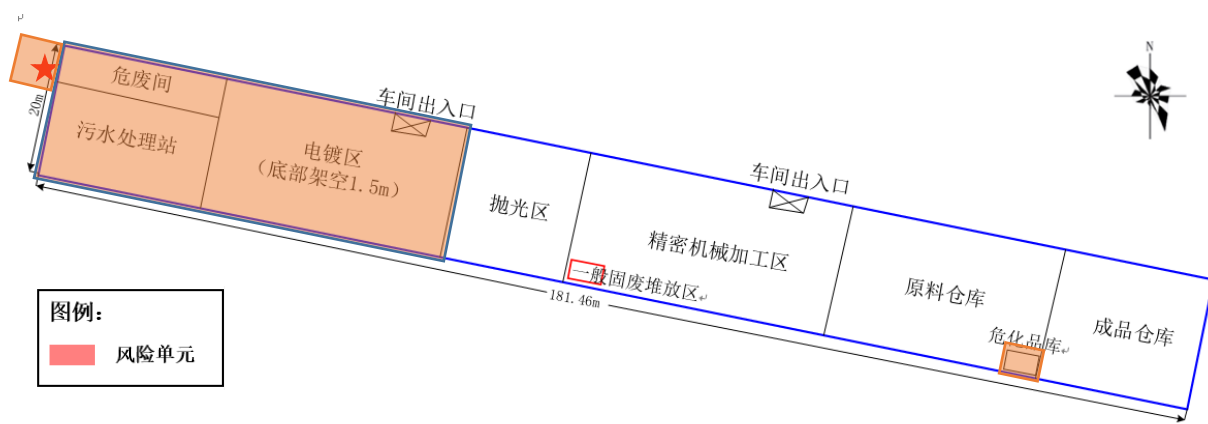 N
危废间
20m
污水处理站
车间出入口
电镀区
（底部架空1.5m）
车间出入口
抛光区
精密机械加工区
一般固废堆放区
181.46m
原料仓库
危化品库
成品仓库
图例：
风险单元